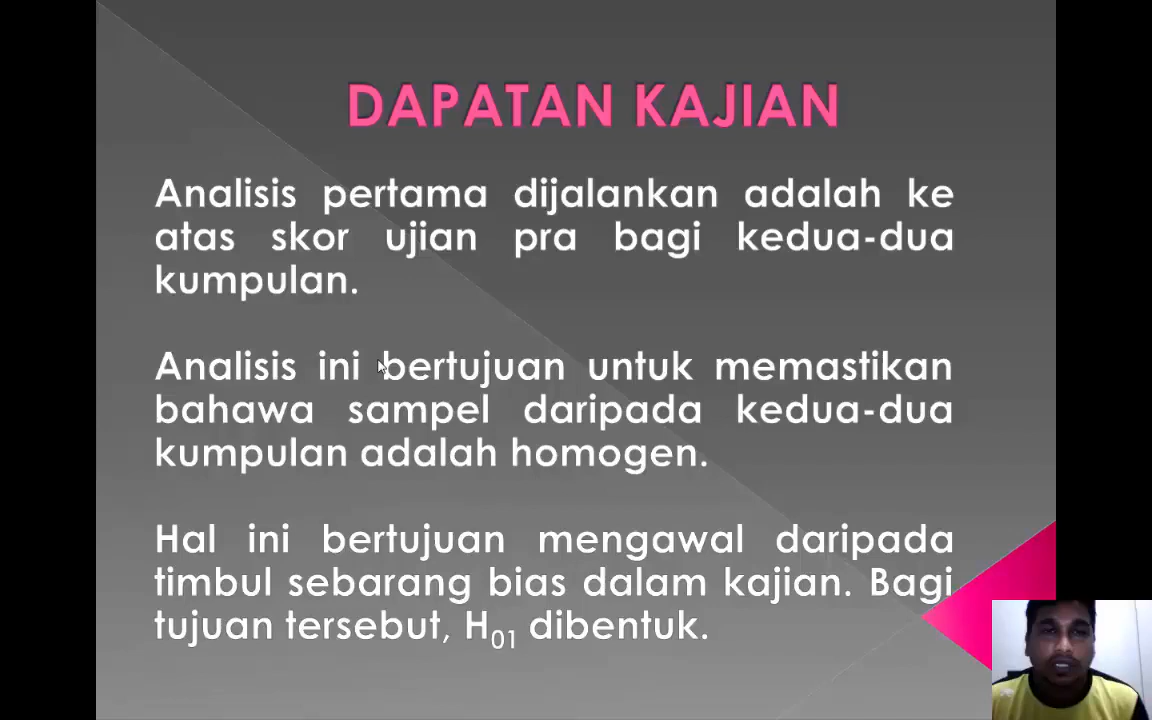 DAPATAN KAJIAN
Analisis pertama dijalankan adalah ke
atas skor ujian pra bagi kedua-dua
kumpulan.
Analisis ini bertujuan untuk memastikan
bahawa sampel daripada kedua-dua
kumpulan adalah homogen.
Hal ini bertujuan mengawal daripada
timbul sebarang bias dalam kajian. Bagi
tujuan tersebut, H₀₁ dibentuk.